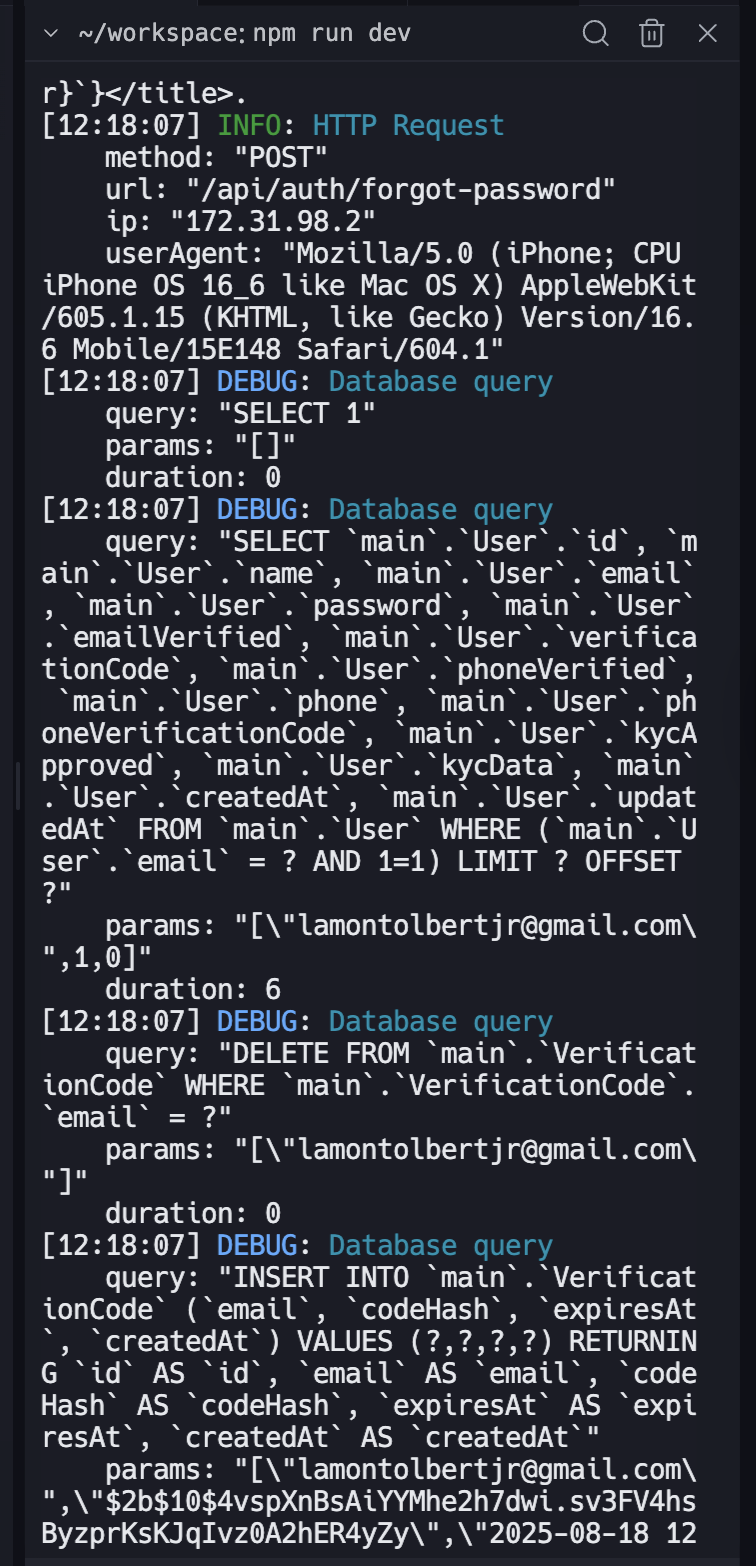 ~/workspace: npm run dev
r}`}</title>.
[12:18:07] INFO: HTTP Request
    method: "POST"
    url: "/api/auth/forgot-password"
    ip: "172.31.98.2"
    userAgent: "Mozilla/5.0 (iPhone; CPU
iPhone OS 16_6 like Mac OS X) AppleWebKit
/605.1.15 (KHTML, like Gecko) Version/16.
6 Mobile/15E148 Safari/604.1"
[12:18:07] DEBUG: Database query
    query: "SELECT 1"
    params: "[]"
    duration: 0
[12:18:07] DEBUG: Database query
    query: "SELECT `main`.`User`.`id`, `m
ain`.`User`.`name`, `main`.`User`.`email`
, `main`.`User`.`password`, `main`.`User`
.`emailVerified`, `main`.`User`.`verifica
tionCode`, `main`.`User`.`phoneVerified`,
 `main`.`User`.`phone`, `main`.`User`.`ph
oneVerificationCode`, `main`.`User`.`kycA
pproved`, `main`.`User`.`kycData`, `main`
.`User`.`createdAt`, `main`.`User`.`updat
edAt` FROM `main`.`User` WHERE (`main`.`U
ser`.`email` = ? AND 1=1) LIMIT ? OFFSET
?"
    params: "[\"lamontolbertjr@gmail.com\
",1,0]"
    duration: 6
[12:18:07] DEBUG: Database query
    query: "DELETE FROM `main`.`Verificat
ionCode` WHERE `main`.`VerificationCode`.
`email` = ?"
    params: "[\"lamontolbertjr@gmail.com\
"]"
    duration: 0
[12:18:07] DEBUG: Database query
    query: "INSERT INTO `main`.`Verificat
ionCode` (`email`, `codeHash`, `expiresAt
`, `createdAt`) VALUES (?,?,?,?) RETURNIN
G `id` AS `id`, `email` AS `email`, `code
Hash` AS `codeHash`, `expiresAt` AS `expi
resAt`, `createdAt` AS `createdAt`"
    params: "[\"lamontolbertjr@gmail.com\
",\"$2b$10$4vspXnBsAiYYMhe2h7dwi.sv3FV4hs
ByzprKsKJqIvz0A2hER4yZy\",\"2025-08-18 12